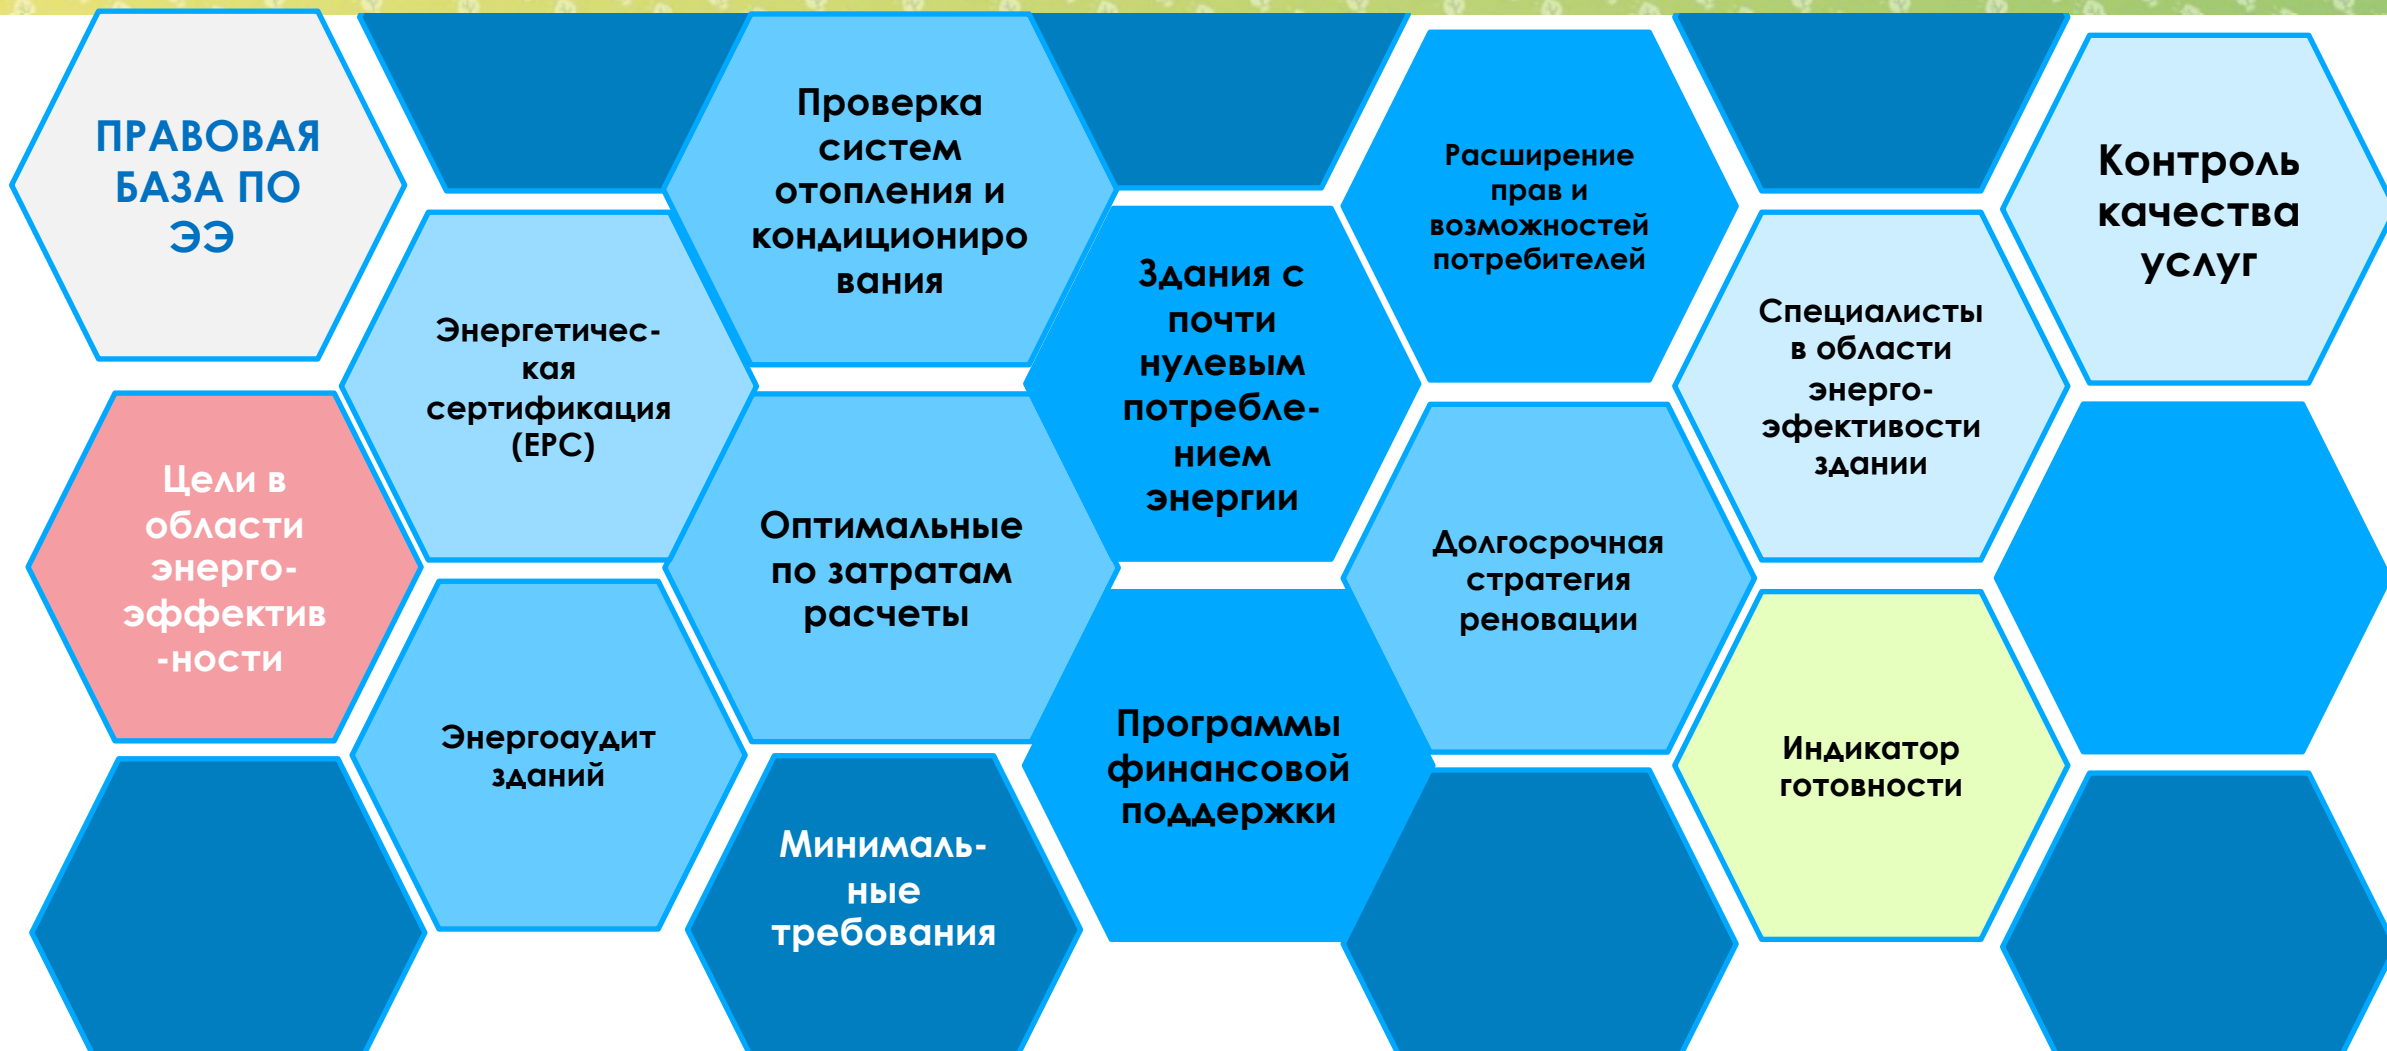 ПРАВОВАЯ
БАЗА ПО
ЭЭ
Цели в
области
энерго-
эффектив
-ности
Энергетичес-
кая
сертификация
(EPC)
Энергоаудит
зданий
Проверка
систем
отопления и
кондициониро
вания
Оптимальные
по затратам
расчеты
Минималь-
ные
требования
Здания с
почти
нулевым
потребле-
нием
энергии
Программы
финансовой
поддержки
Расширение
прав и
возможностей
потребителей
Долгосрочная
стратегия
реновации
Специалисты
в области
энерго-
эфективости
здании
Индикатор
готовности
Контроль
качества
услуг